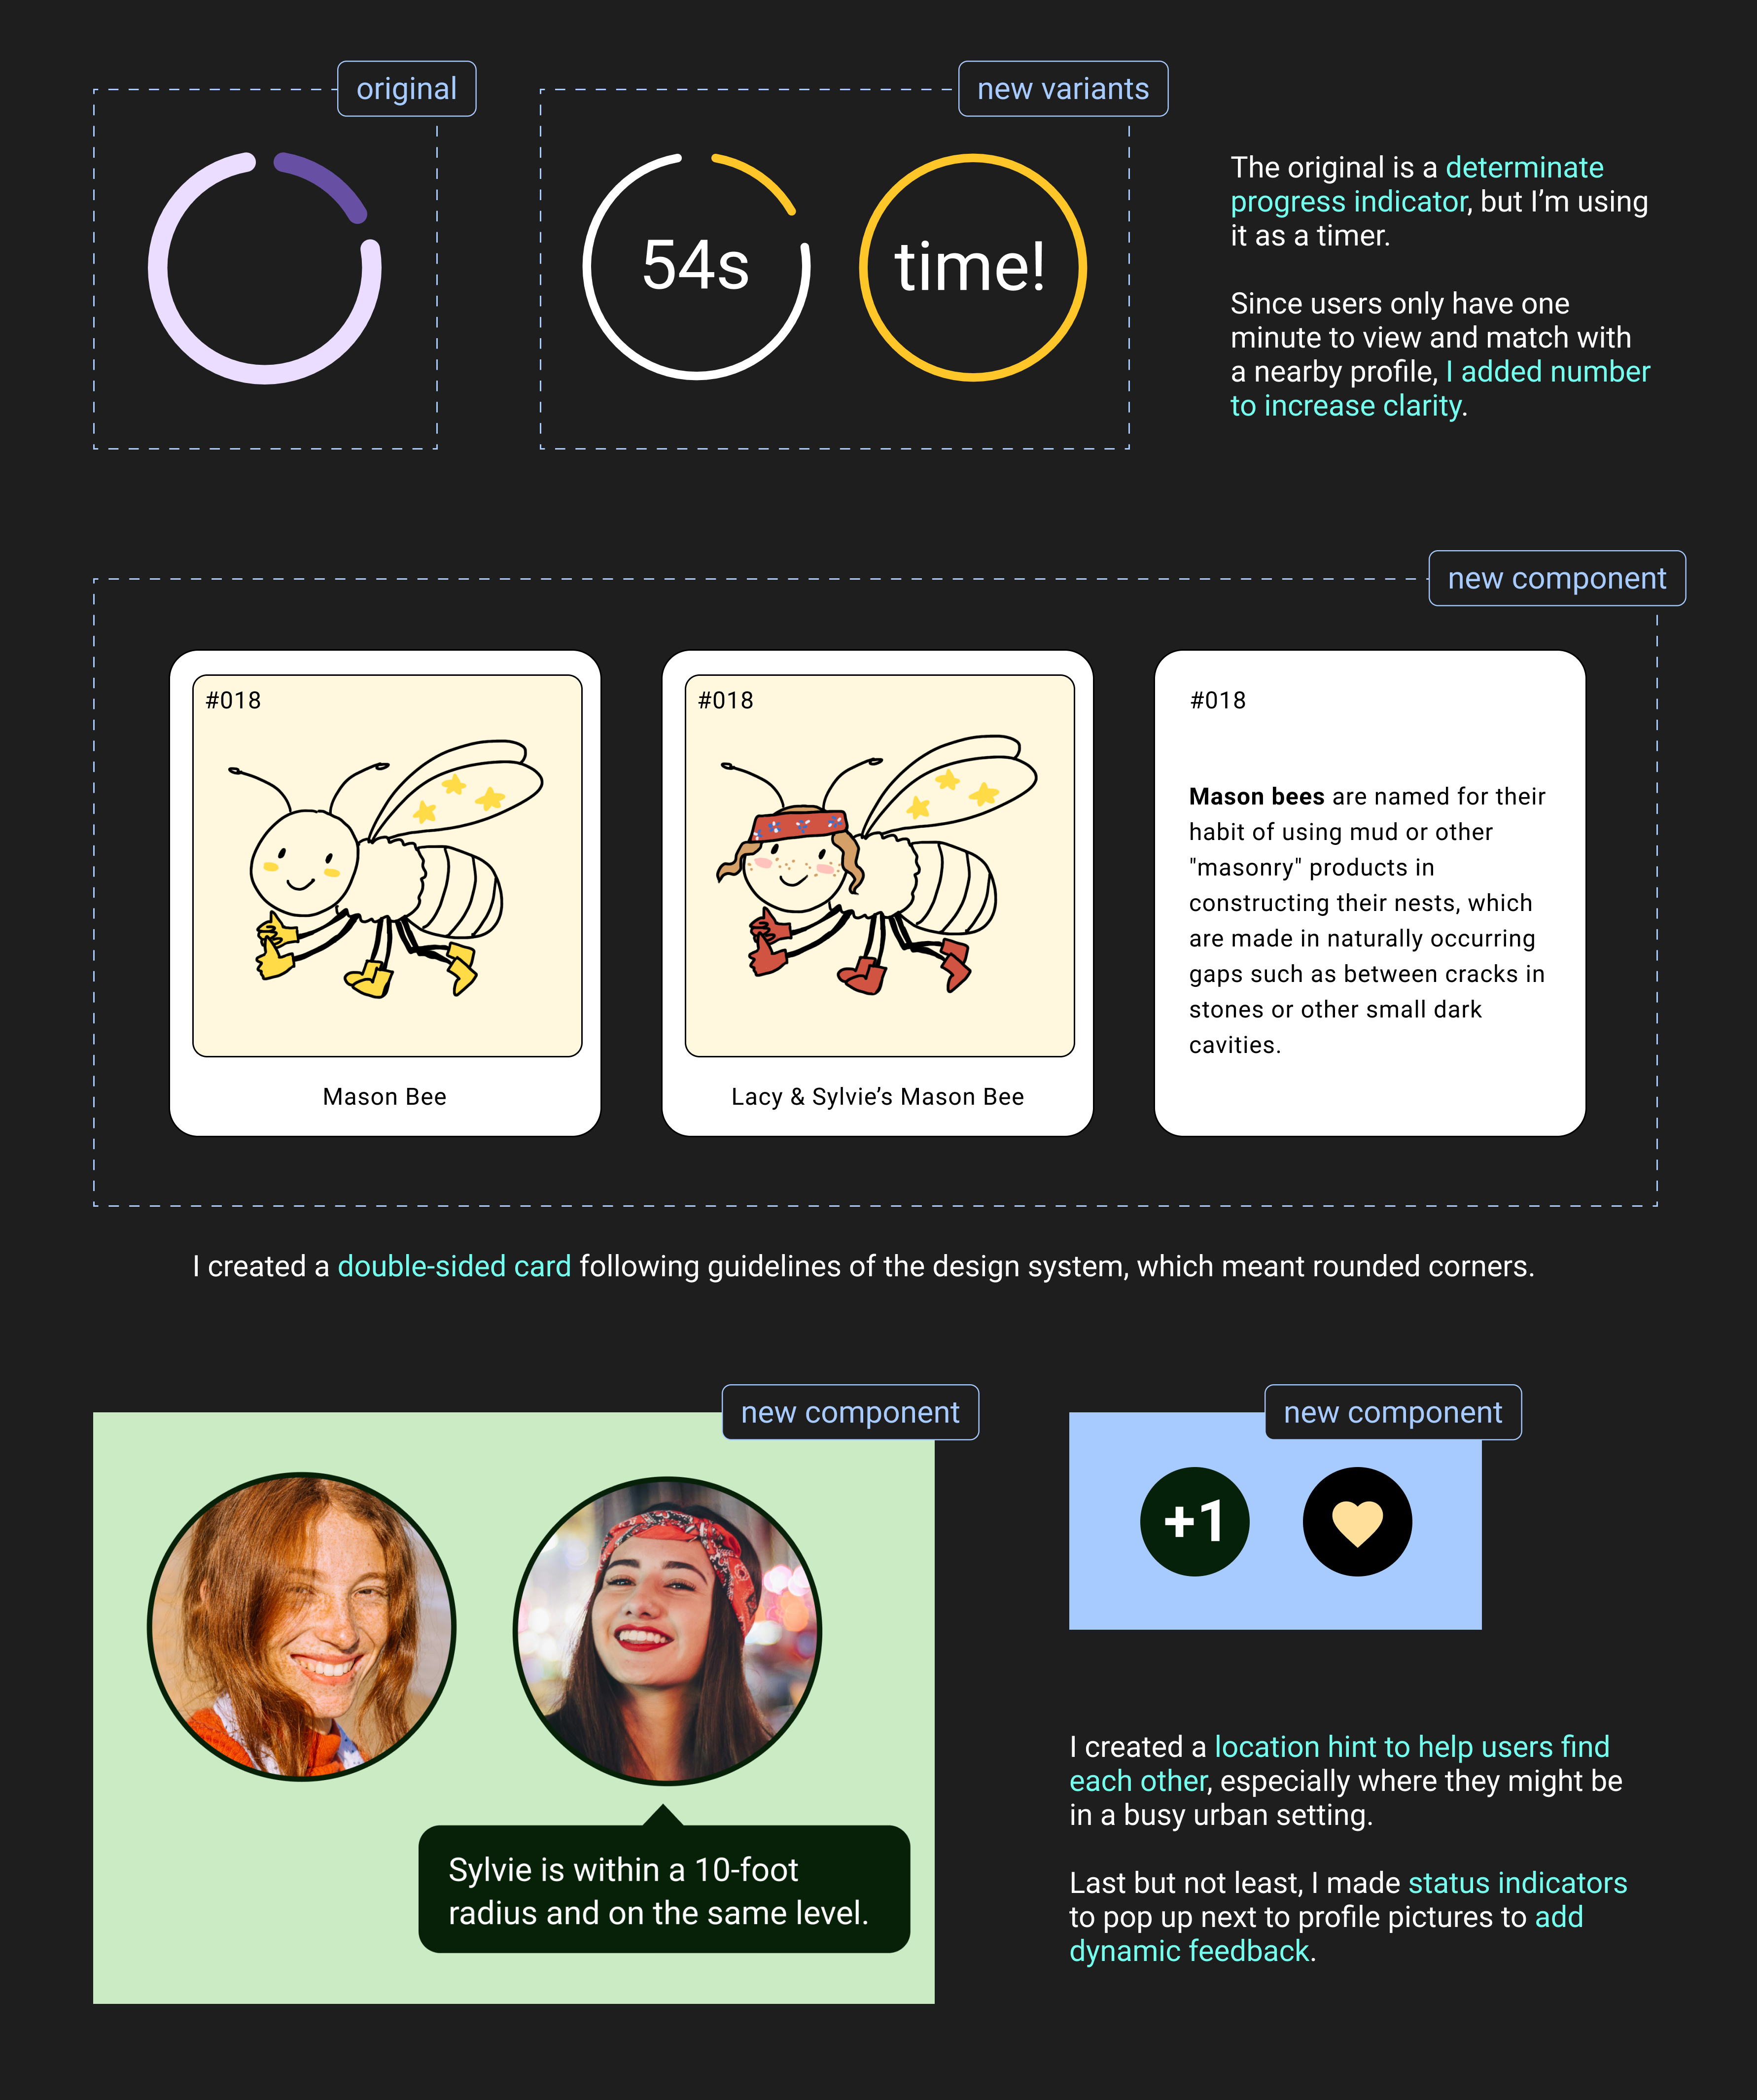 original
new variants
54s
time!
The original is a determinate
progress indicator, but I’m using
it as a timer.
Since users only have one
minute to view and match with
a nearby profile, I added number
to increase clarity.
new component
#018
Mason Bee
#018
Lacy & Sylvie’s Mason Bee
#018
Mason bees are named for their
habit of using mud or other
"masonry" products in
constructing their nests, which
are made in naturally occurring
gaps such as between cracks in
stones or other small dark
cavities.
I created a double-sided card following guidelines of the design system, which meant rounded corners.
new component
Sylvie is within a 10-foot
radius and on the same level.
new component
+1
I created a location hint to help users find
each other, especially where they might be
in a busy urban setting.
Last but not least, I made status indicators
to pop up next to profile pictures to add
dynamic feedback.